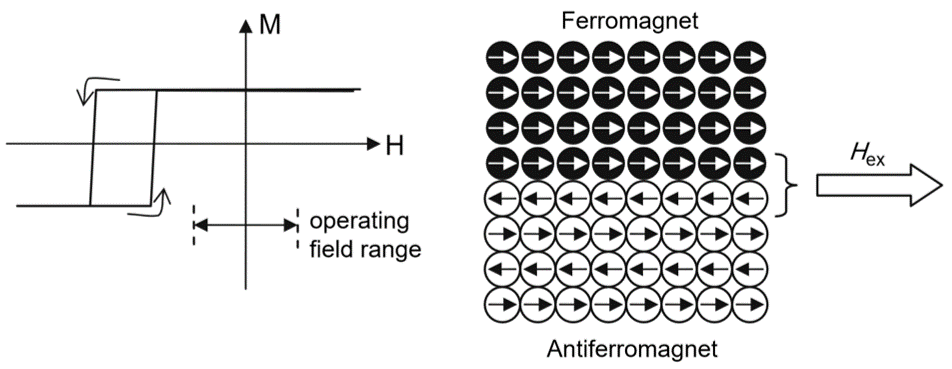 M
H
operating
field range
Ferromagnet
Hex
Antiferromagnet